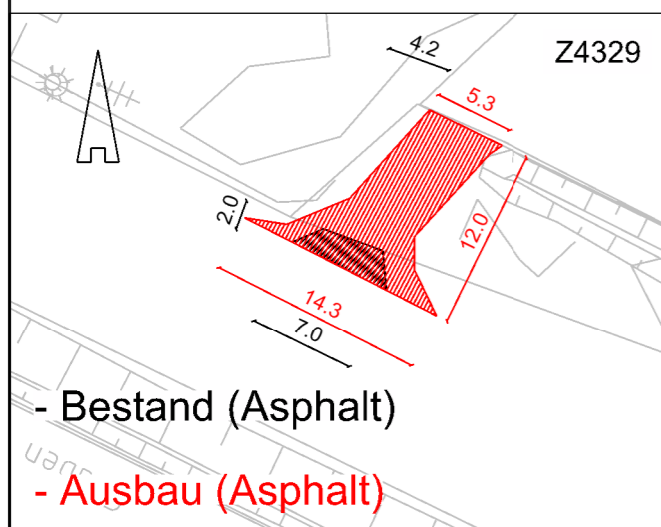 4.2
Z4329
5.3
2.0
12.0
14.3
7.0
- Bestand (Asphalt)
- Ausbau (Asphalt)